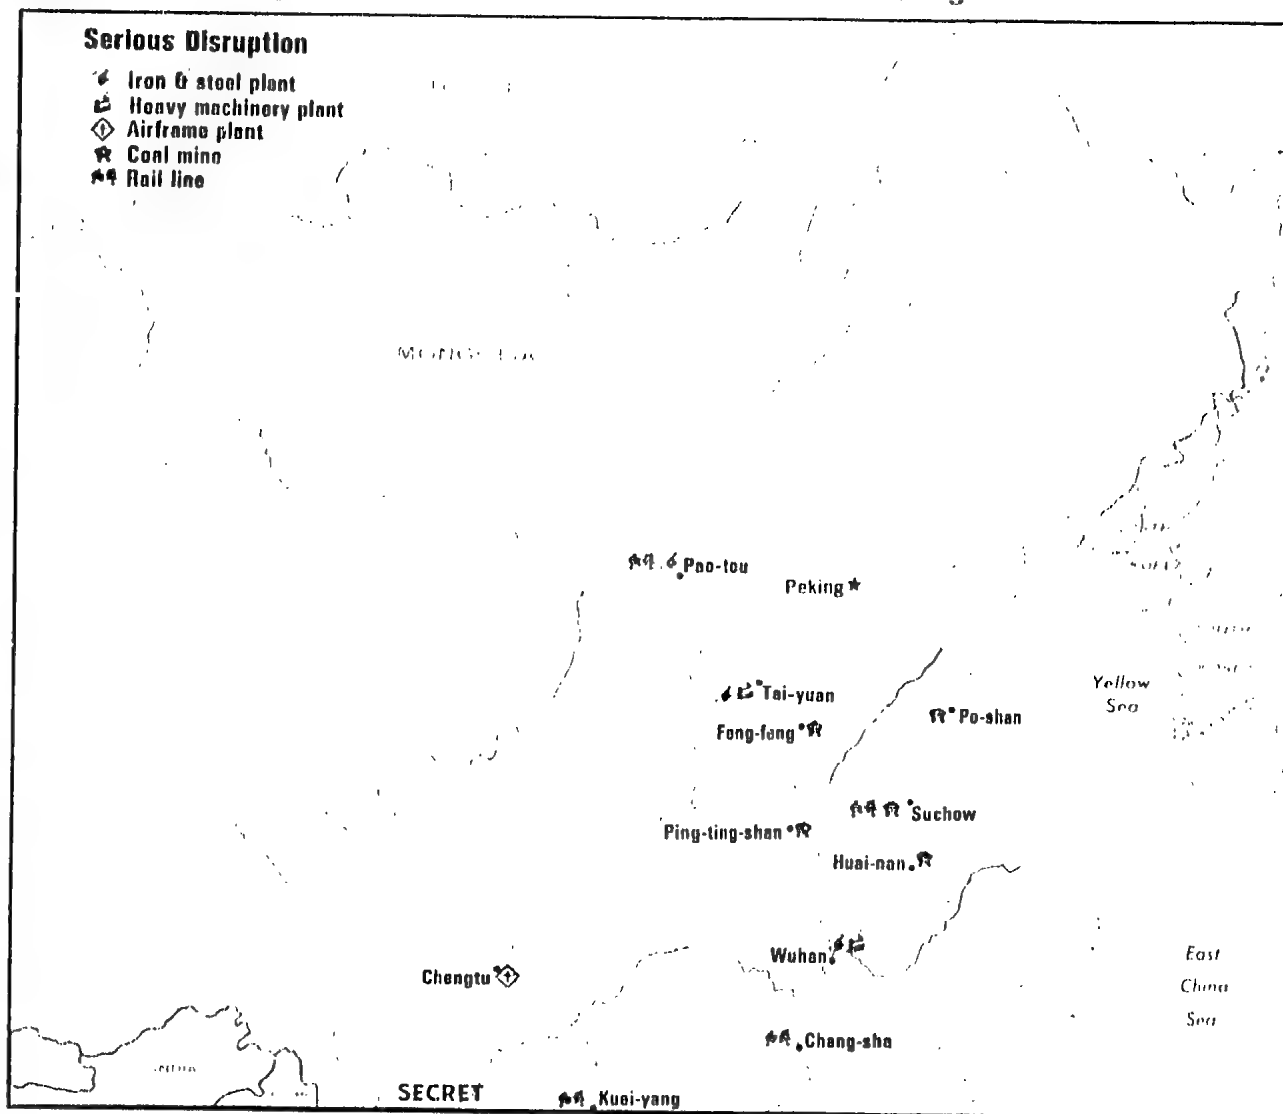 Serious Disruption
Iron & steel plant
Heavy machinery plant
Airframe plant
Coal mine
Rail line
Pao-tou
Peking
Yellow
Sea
Tai-yuan
Po-shan
Fong-fong
Suchow
Ping-ting-shan
Huai-nan
Wuhan
East
China
Sea
Chengtu
Chang-sha
SECRET
Kuei-yang